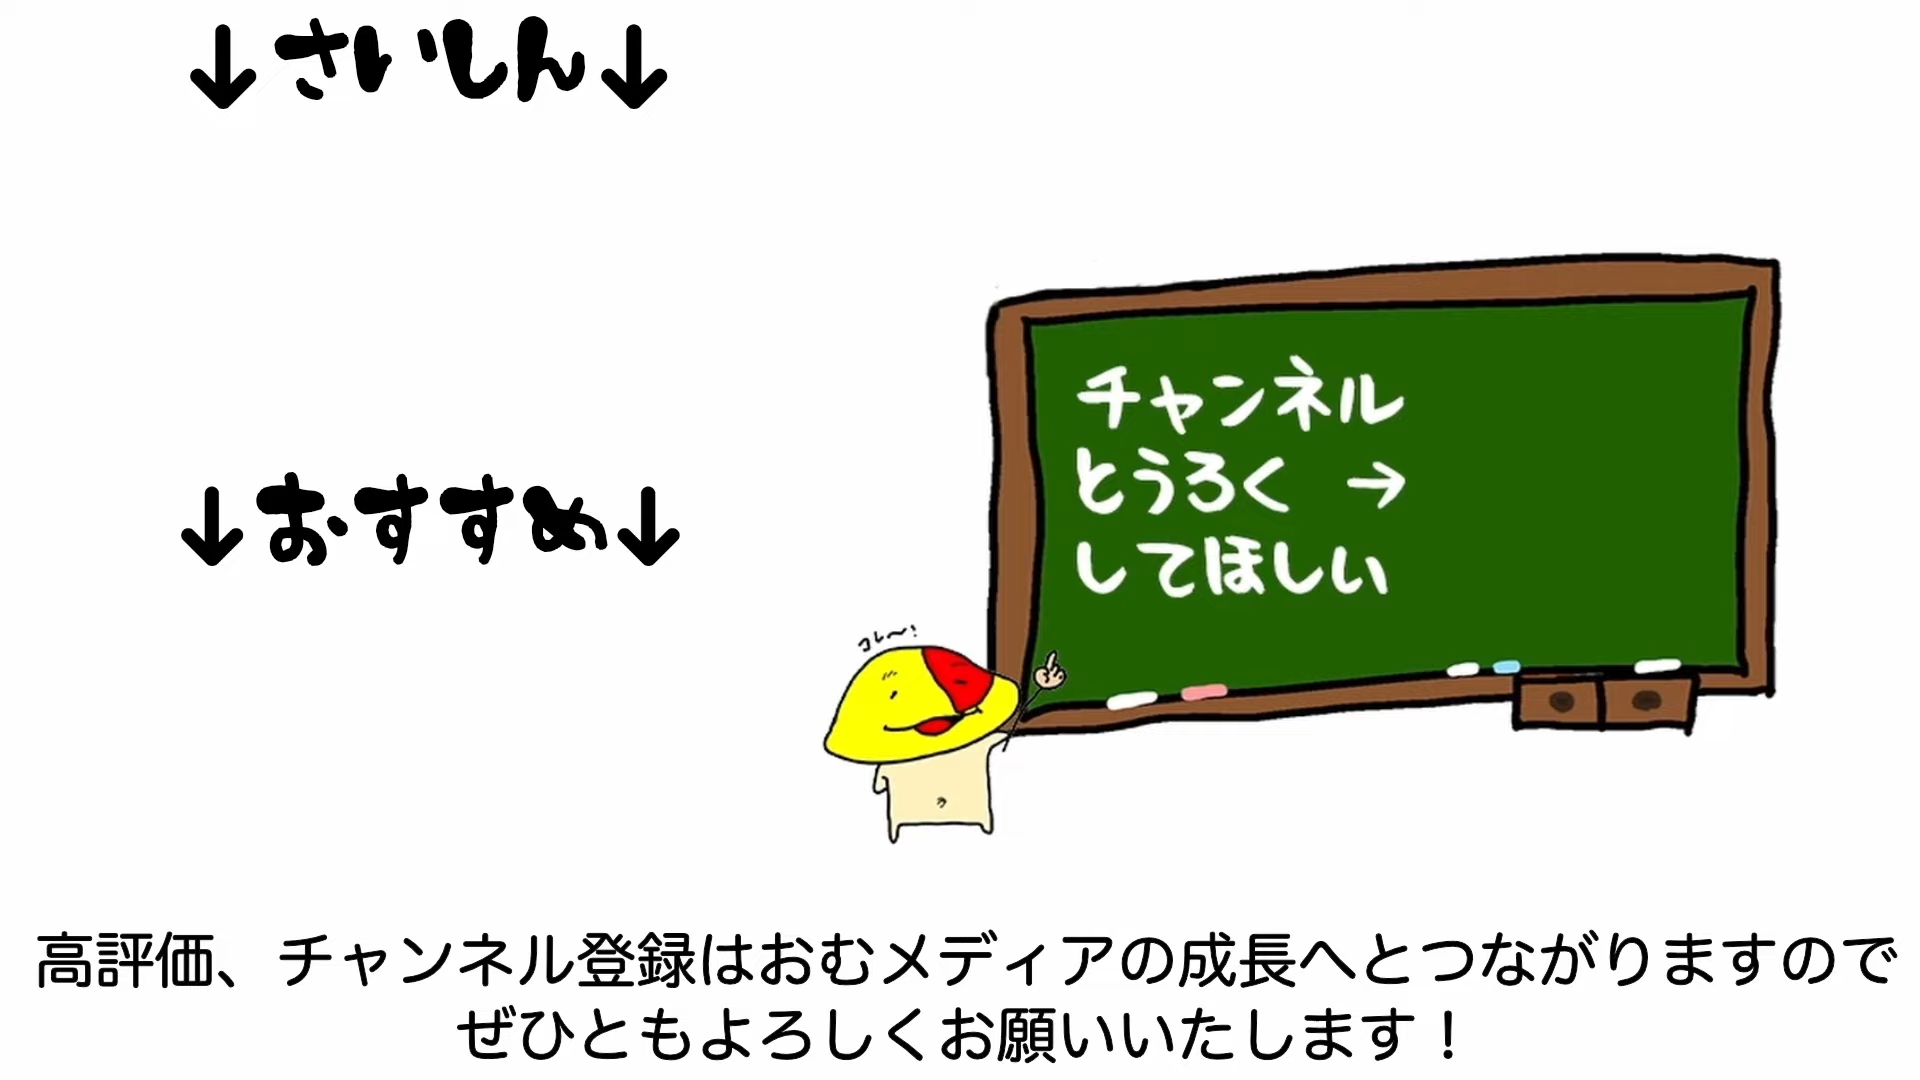 ↓さいしん↓
↓おすすめ↓
チャンネル
とうろく →
してほしい
コレ〜!
高評価、チャンネル登録はおむメディアの成長へとつながりますので
ぜひともよろしくお願いいたします!